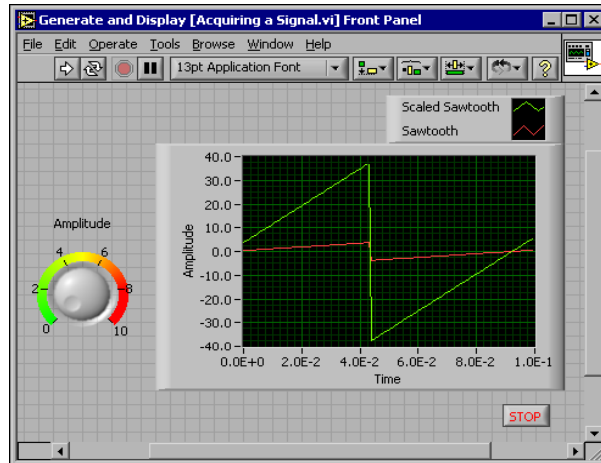 Generate and Display [Acquiring a Signal.vi] Front Panel
File Edit Operate Tools Browse Window Help
13pt Application Font
?
Scaled Sawtooth
Sawtooth
Amplitude
0
2
4
6
8
10
Amplitude
40.0
30.0
20.0
10.0
0.0
-10.0
-20.0
-30.0
-40.0
0.0E+0 2.0E-2 4.0E-2 6.0E-2 8.0E-2 1.0E-1
Time
STOP